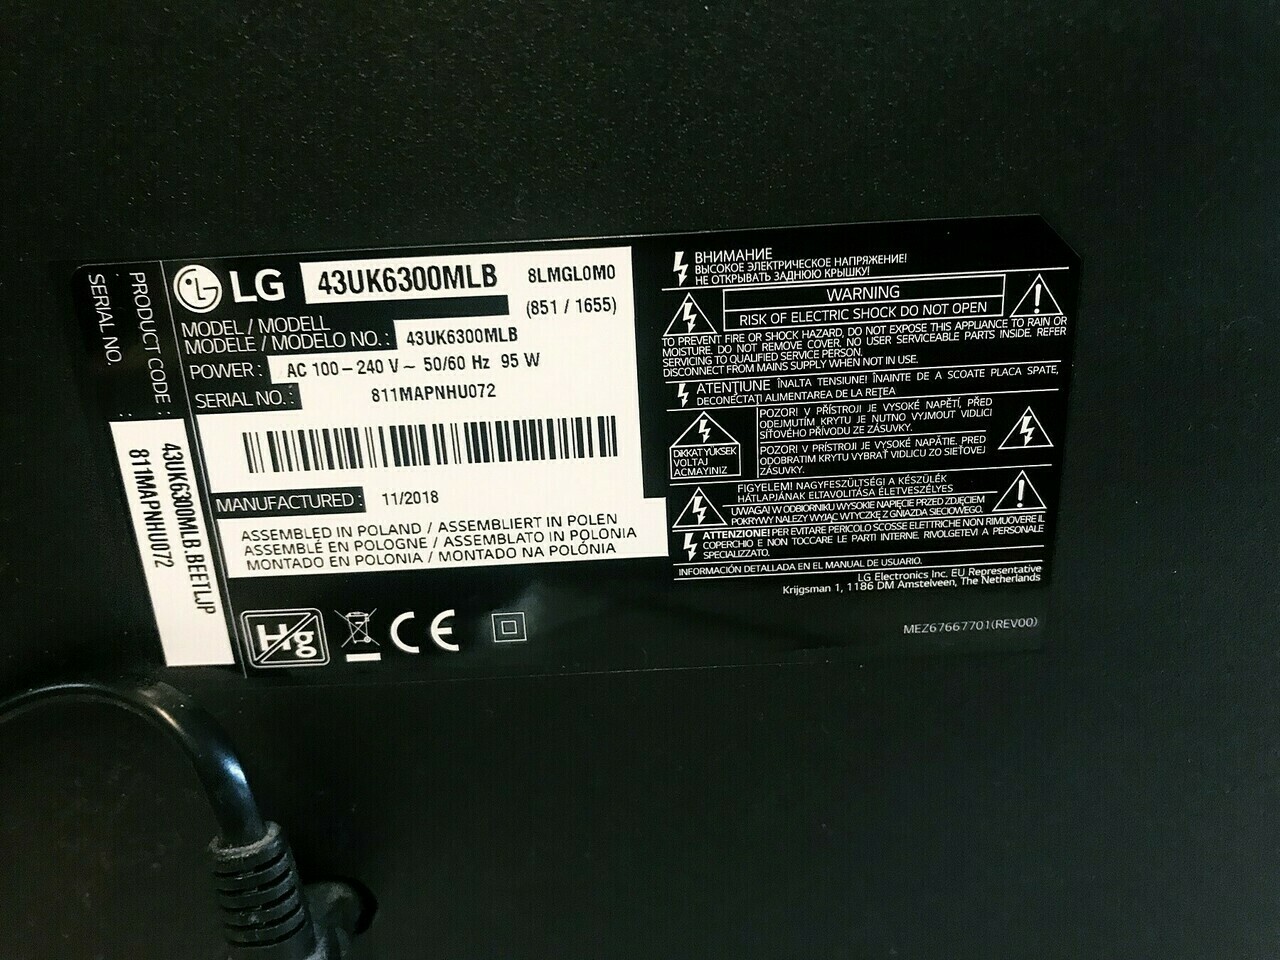 SERIAL NO. :
PRODUCT CODE :
811MAPNHU072
43UK6300MLB.BEETLJP
LG 43UK6300MLB 8LMGL0M0
(851 / 1655)
MODEL / MODELL
MODELE / MODELO NO. : 43UK6300MLB
POWER : AC 100 – 240 V ~ 50/60 Hz 95 W
SERIAL NO. : 811MAPNHU072
MANUFACTURED : 11/2018
ASSEMBLED IN POLAND / ASSEMBLIERT IN POLEN
ASSEMBLÉ EN POLOGNE / ASSEMBLATO IN POLONIA
MONTADO EN POLONIA / MONTADO NA POLÓNIA
Hg
CE
ВНИМАНИЕ
ВЫСОКОЕ ЭЛЕКТРИЧЕСКОЕ НАПРЯЖЕНИЕ!
НЕ ОТКРЫВАТЬ ЗАДНЮЮ КРЫШКУ!
WARNING
RISK OF ELECTRIC SHOCK DO NOT OPEN
TO PREVENT FIRE OR SHOCK HAZARD, DO NOT EXPOSE THIS APPLIANCE TO RAIN OR
MOISTURE. DO NOT REMOVE COVER. NO USER SERVICEABLE PARTS INSIDE. REFER
SERVICING TO QUALIFIED SERVICE PERSON.
DISCONNECT FROM MAINS SUPPLY WHEN NOT IN USE.
ATENŢIUNE ÎNALTA TENSIUNE! ÎNAINTE DE A SCOATE PLACA SPATE,
DECONECTAŢI ALIMENTAREA DE LA REŢEA
DIKKAT YÜKSEK
VOLTAJ
AÇMAYINIZ
POZOR! V PŘÍSTROJI JE VYSOKÉ NAPĚTÍ, PŘED
ODEJMUTÍM KRYTU JE NUTNO VYJMOUT VIDLICI
SÍŤOVÉHO PŘÍVODU ZE ZÁSUVKY.
POZOR! V PRÍSTROJI JE VYSOKÉ NAPÄTIE. PRED
ODOBRATIM KRYTU VYBRAŤ VIDLICU ZO SIEŤOVEJ
ZÁSUVKY.
FIGYELEM! NAGYFESZÜLTSÉG! A KÉSZÜLÉK
HÁTLAPJÁNAK ELTÁVOLÍTÁSA ÉLETVESZÉLYES
UWAGA! W ODBIORNIKU WYSOKIE NAPIĘCIE PRZED ZDJĘCIEM
POKRYWY NALEŻY WYJĄĆ WTYCZKĘ Z GNIAZDA SIECIOWEGO.
ATTENZIONE! PER EVITARE PERICOLO SCOSSE ELETTRICHE NON RIMUOVERE IL
COPERCHIO E NON TOCCARE LE PARTI INTERNE. RIVOLGETEVI A PERSONALE
SPECIALIZZATO.
INFORMACIÓN DETALLADA EN EL MANUAL DE USUARIO.
LG Electronics Inc. EU Representative
Krijgsman 1, 1186 DM Amstelveen, The Netherlands
MEZ67667701(REV00)